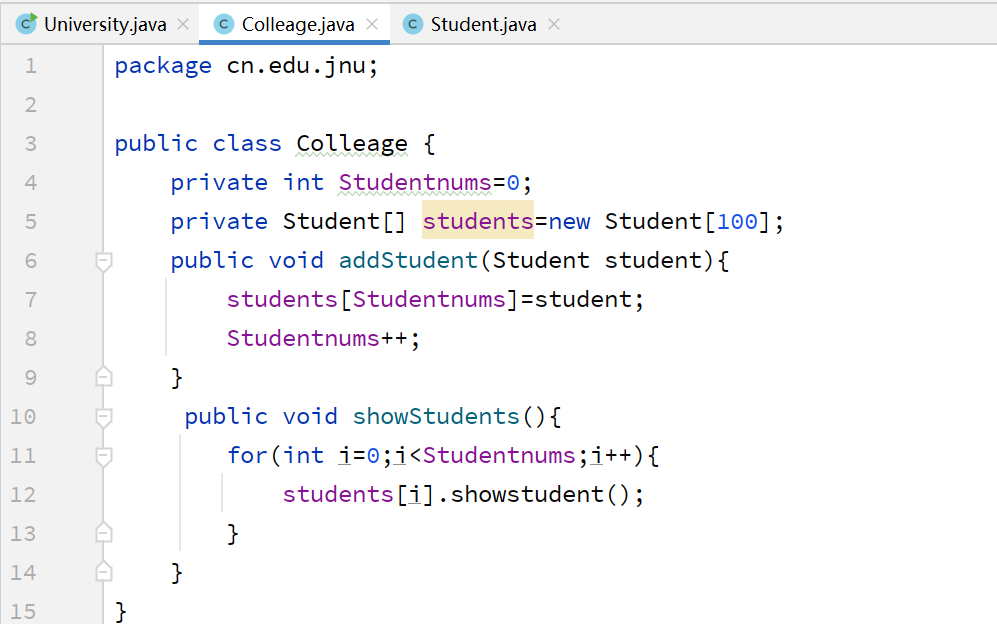 University.java Colleage.java Student.java
1 package cn.edu.jnu;
2
3 public class Colleage {
4 private int Studentnums=0;
5 private Student[] students=new Student[100];
6 public void addStudent(Student student){
7 students[Studentnums]=student;
8 Studentnums++;
9 }
10 public void showStudents(){
11 for(int i=0;i<Studentnums;i++){
12 students[i].showstudent();
13 }
14 }
15 }